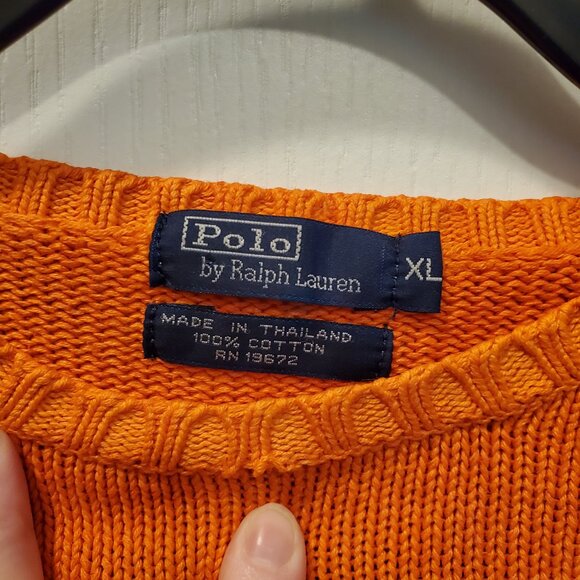 Polo
by Ralph Lauren
XL
MADE IN THAILAND
100% COTTON
RN 19672